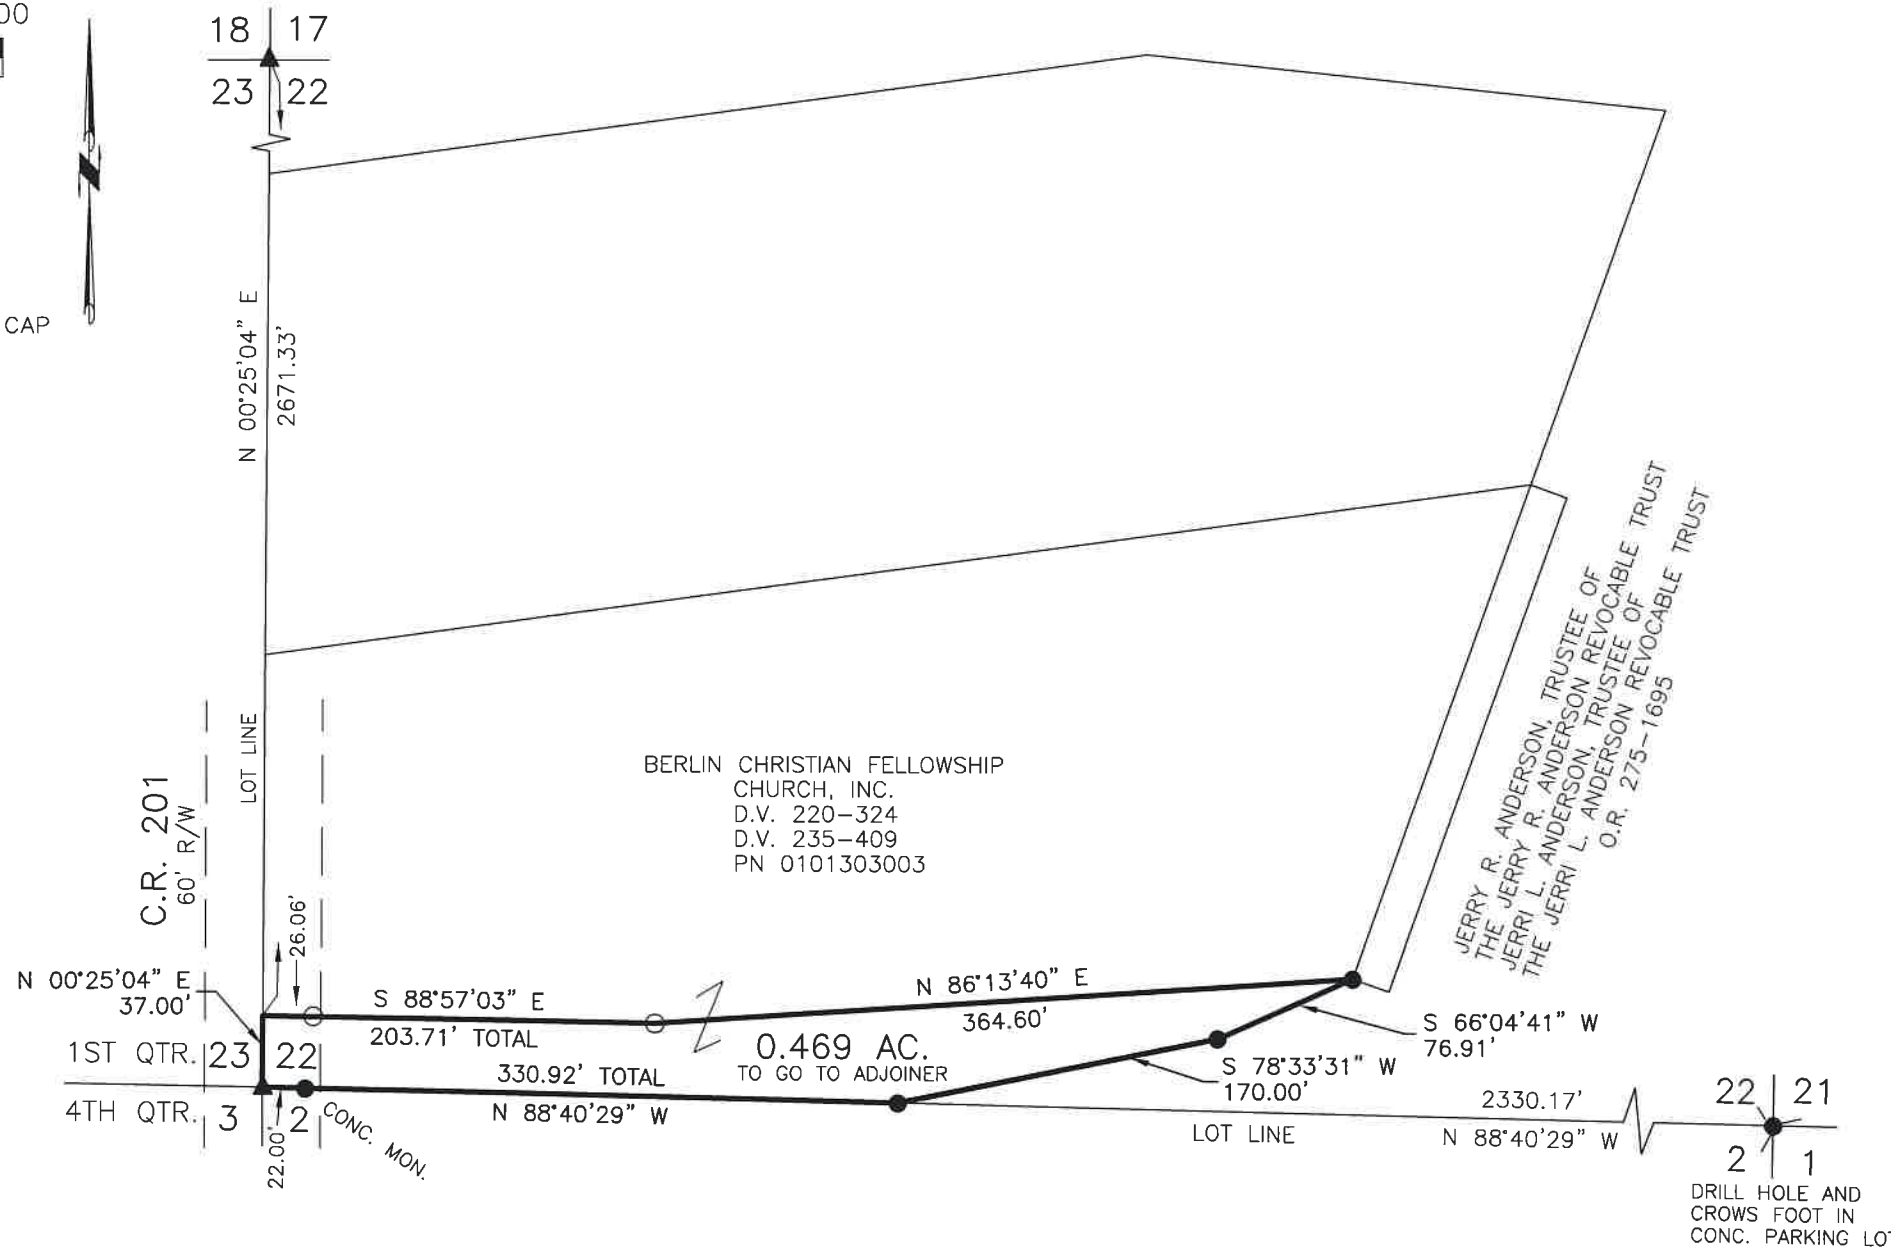 00
18 17
23 22
CAP
N 00°25'04" E
2671.33'
LOT LINE
C.R. 201
60' R/W
BERLIN CHRISTIAN FELLOWSHIP
CHURCH, INC.
D.V. 220-324
D.V. 235-409
PN 0101303003
JERRY R. ANDERSON, TRUSTEE OF
THE JERRY R. ANDERSON REVOCABLE TRUST
JERRI L. ANDERSON, TRUSTEE OF
THE JERRI L. ANDERSON REVOCABLE TRUST
O.R. 275-1695
26.06'
N 00°25'04" E
37.00'
S 88°57'03" E
203.71' TOTAL
N 86°13'40" E
364.60'
S 66°04'41" W
76.91'
1ST QTR. 23 22
0.469 AC.
TO GO TO ADJOINER
330.92' TOTAL
N 88°40'29" W
S 78°33'31" W
170.00'
4TH QTR. 3 2
22.00'
CONC. MON.
2330.17'
LOT LINE
N 88°40'29" W
22 21
2 1
DRILL HOLE AND
CROWS FOOT IN
CONC. PARKING LOT